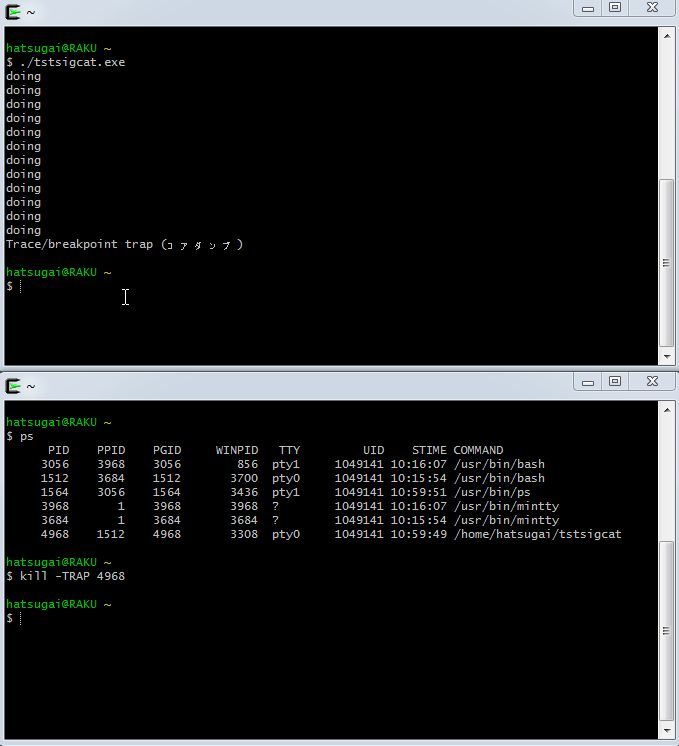 ~
hatsugai@RAKU ~
$ ./tstsigcat.exe
doing
doing
doing
doing
doing
doing
doing
doing
doing
doing
doing
doing
Trace/breakpoint trap (コアダンプ)
hatsugai@RAKU ~
$
~
hatsugai@RAKU ~
$ ps
PID PPID PGID WINPID TTY UID STIME COMMAND
3056 3968 3056 856 pty1 1049141 10:16:07 /usr/bin/bash
1512 3684 1512 3700 pty0 1049141 10:15:54 /usr/bin/bash
1564 3056 1564 3436 pty1 1049141 10:59:51 /usr/bin/ps
3968 1 3968 3968 ? 1049141 10:16:07 /usr/bin/mintty
3684 1 3684 3684 ? 1049141 10:15:54 /usr/bin/mintty
4968 1512 4968 3308 pty0 1049141 10:59:49 /home/hatsugai/tstsigcat
hatsugai@RAKU ~
$ kill -TRAP 4968
hatsugai@RAKU ~
$